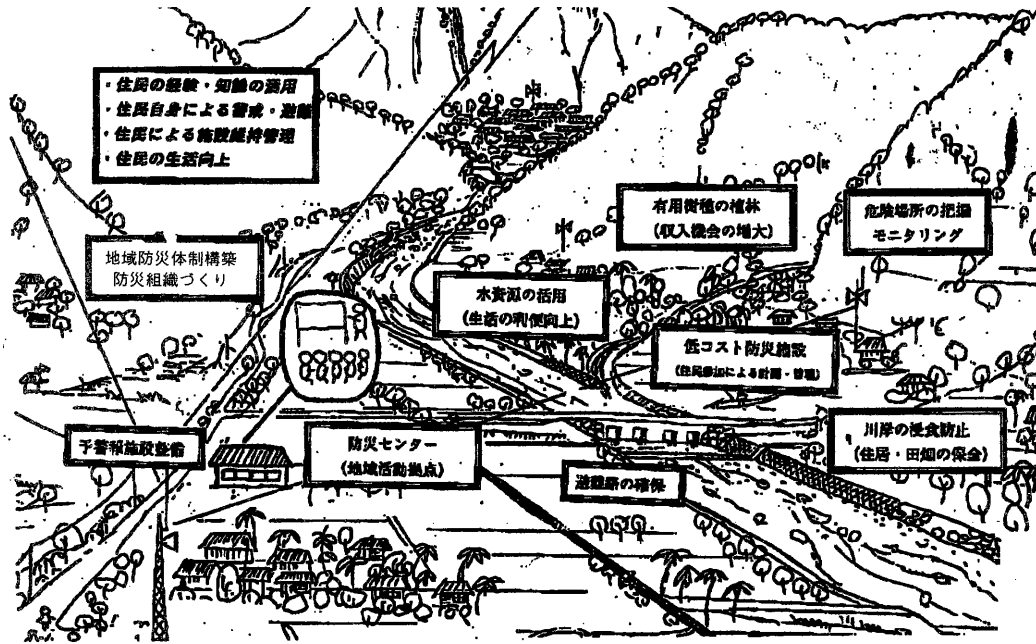 ・住民の経験・知識の活用
・住民自身による警戒・避難
・住民による施設維持管理
・住民の生活向上
地域防災体制構築
防災組織づくり
有用樹種の植林
(収入機会の増大)
危険場所の把握
モニタリング
水資源の活用
(生活の利便向上)
低コスト防災施設
(住民参加による計画・管理)
予警報施設整備
防災センター
(地域活動拠点)
避難路の確保
川岸の浸食防止
(住居・田畑の保全)